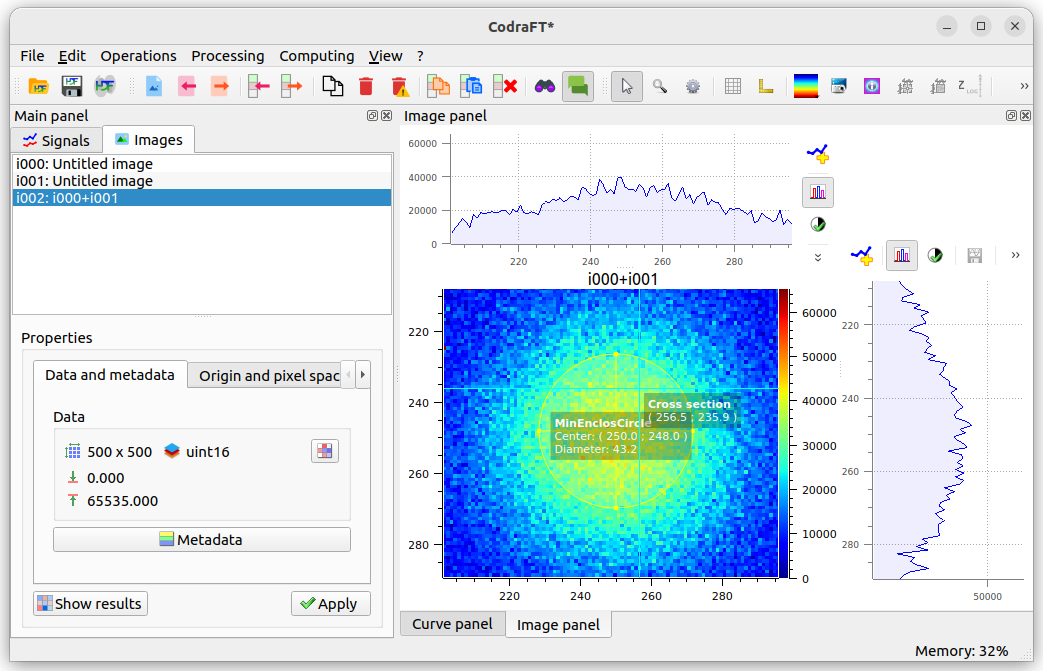 CodraFT*
File Edit Operations Processing Computing View ?
Main panel
Signals Images
i000: Untitled image
i001: Untitled image
i002: i000+i001
Properties
Data and metadata Origin and pixel spac
Data
500 x 500 uint16
0.000
65535.000
Metadata
Show results Apply
Image panel
60000
40000
20000
0
220 240 260 280
i000+i001
220
240
260
280
220 240 260 280
MinEnclosCircle
Center: ( 250.0 ; 248.0 )
Diameter: 43.2
Cross section
( 256.5 ; 235.9 )
60000
50000
40000
30000
20000
10000
0
220
240
260
280
50000
Curve panel Image panel
Memory: 32%